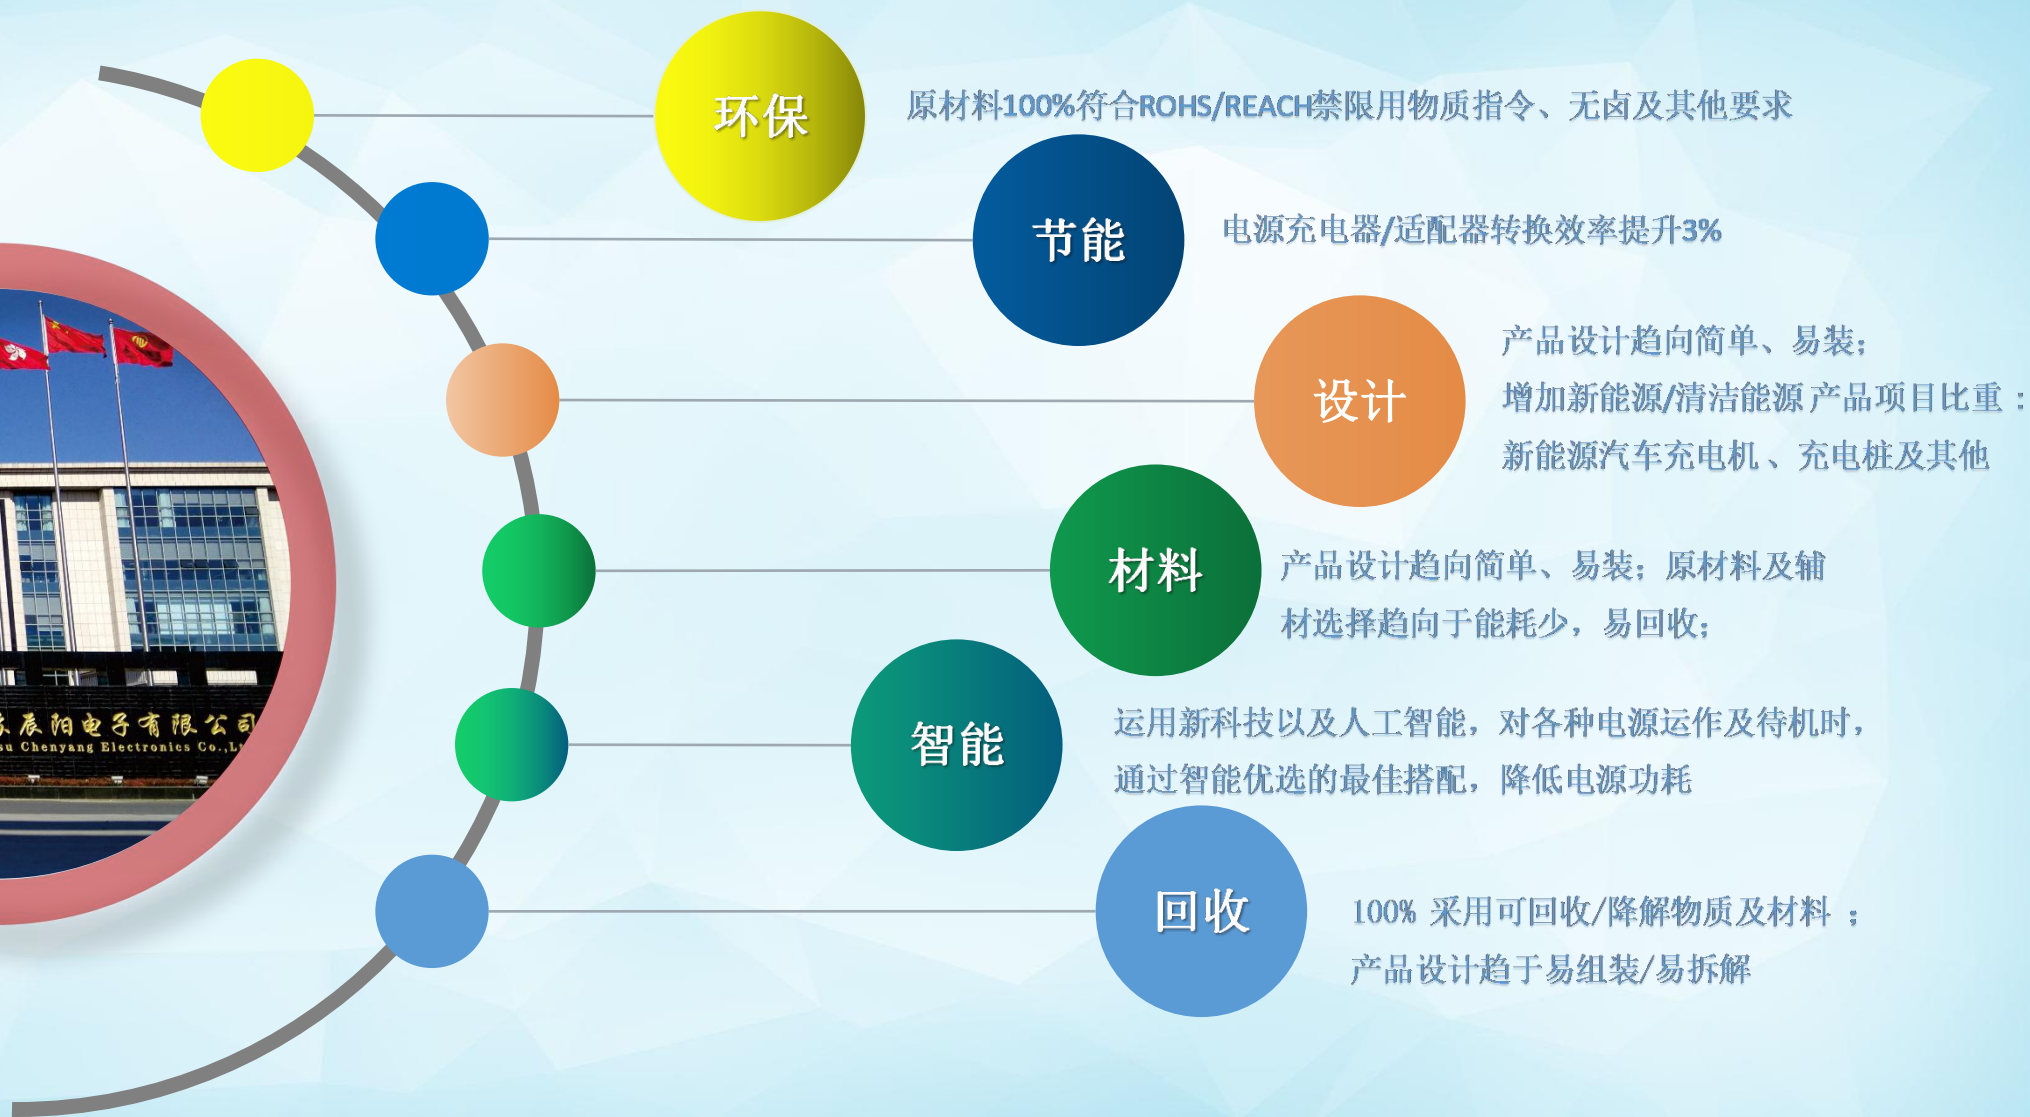 环保
原材料100%符合ROHS/REACH禁限用物质指令、无卤及其他要求
节能
电源充电器/适配器转换效率提升3%
设计
产品设计趋向简单、易装;
增加新能源/清洁能源 产品项目比重 :
新能源汽车充电机 、充电桩及其他
材料
产品设计趋向简单、易装; 原材料及辅
材选择趋向于能耗少, 易回收;
智能
运用新科技以及人工智能, 对各种电源运作及待机时,
通过智能优选的最佳搭配, 降低电源功耗
回收
100% 采用可回收/降解物质及材料 ;
产品设计趋于易组装/易拆解
辰阳电子有限公司
su Chenyang Electronics Co.,L